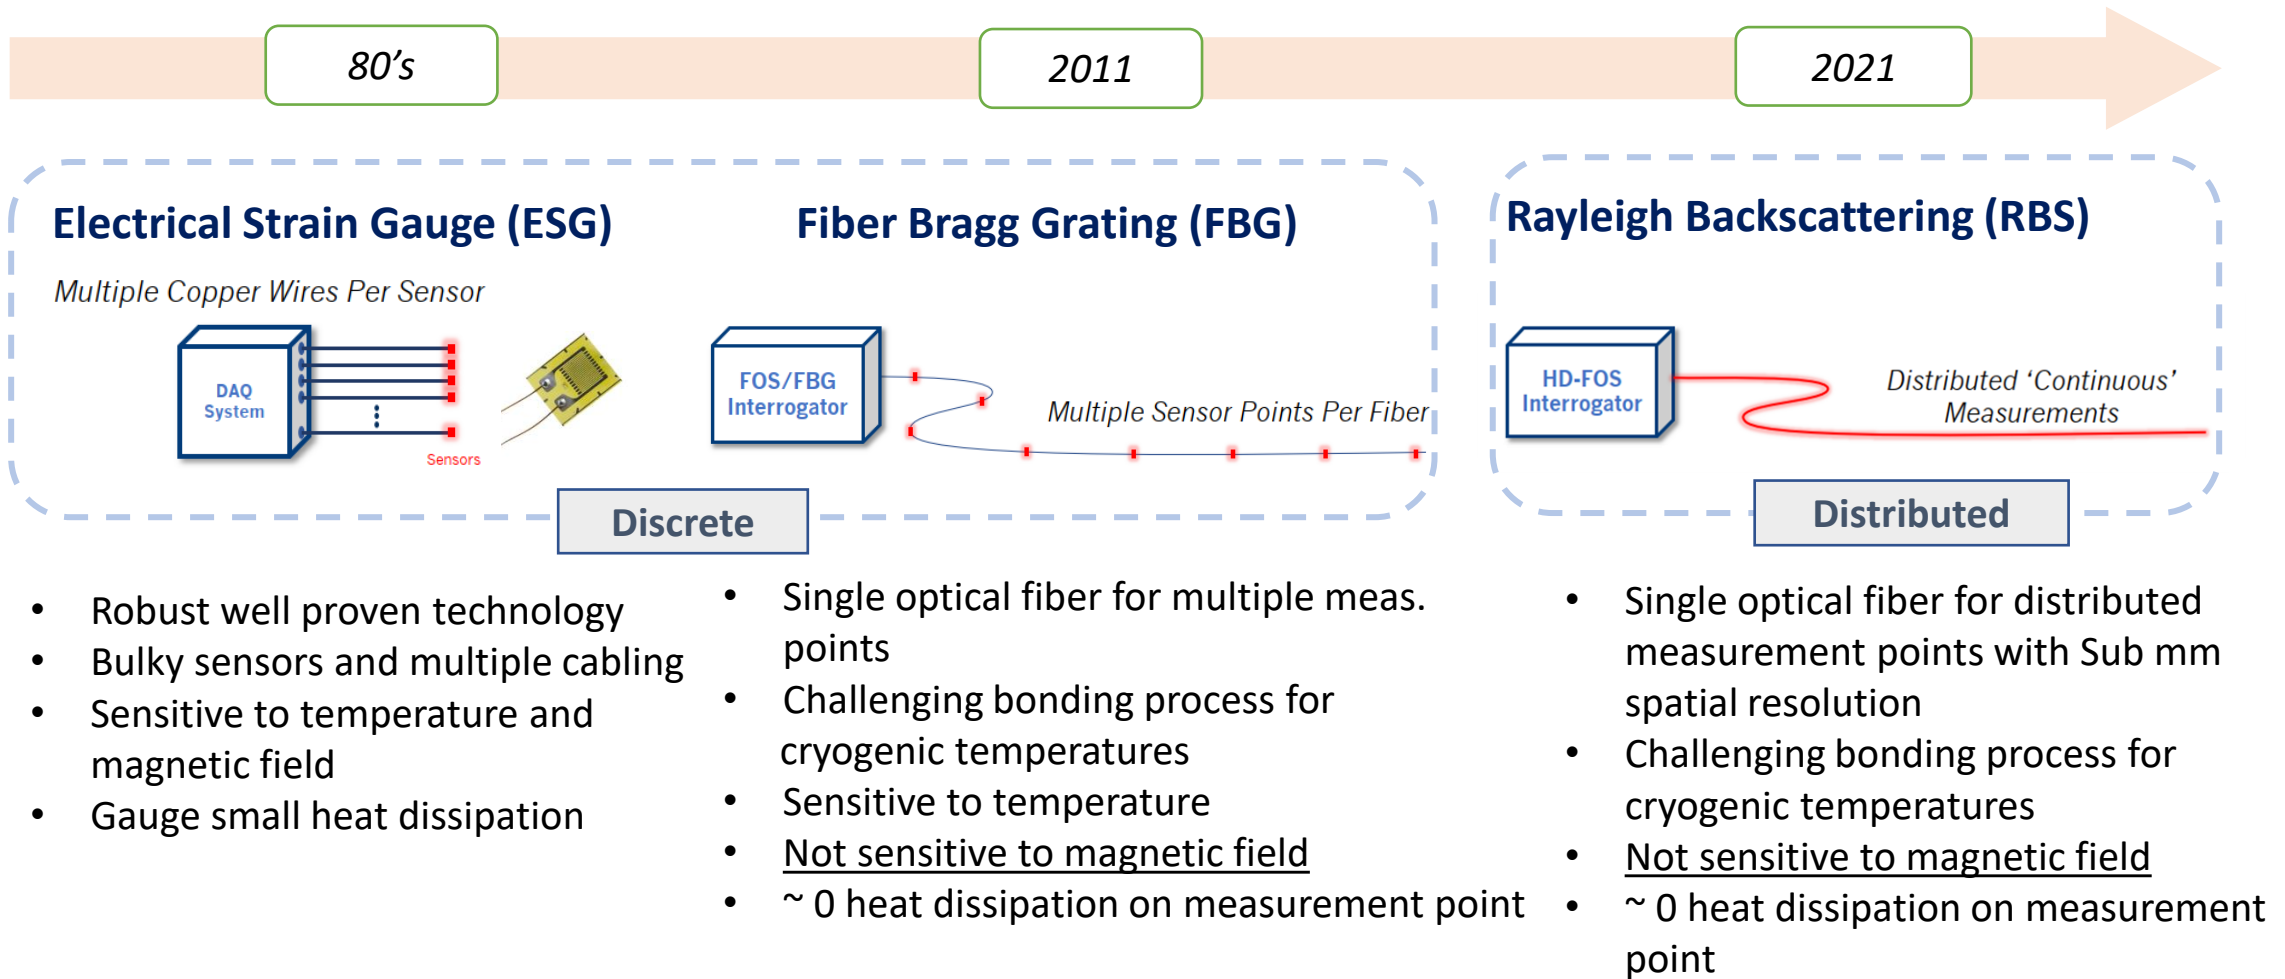 80’s
2011
2021
Electrical Strain Gauge (ESG)
Multiple Copper Wires Per Sensor
DAQ
System
Sensors
Fiber Bragg Grating (FBG)
FOS/FBG
Interrogator
Multiple Sensor Points Per Fiber
Discrete
Rayleigh Backscattering (RBS)
HD-FOS
Interrogator
Distributed ‘Continuous’
Measurements
Distributed
• Robust well proven technology
• Bulky sensors and multiple cabling
• Sensitive to temperature and
magnetic field
• Gauge small heat dissipation
• Single optical fiber for multiple meas.
points
• Challenging bonding process for
cryogenic temperatures
• Sensitive to temperature
• Not sensitive to magnetic field
• ~ 0 heat dissipation on measurement point
• Single optical fiber for distributed
measurement points with Sub mm
spatial resolution
• Challenging bonding process for
cryogenic temperatures
• Not sensitive to magnetic field
• ~ 0 heat dissipation on measurement
point